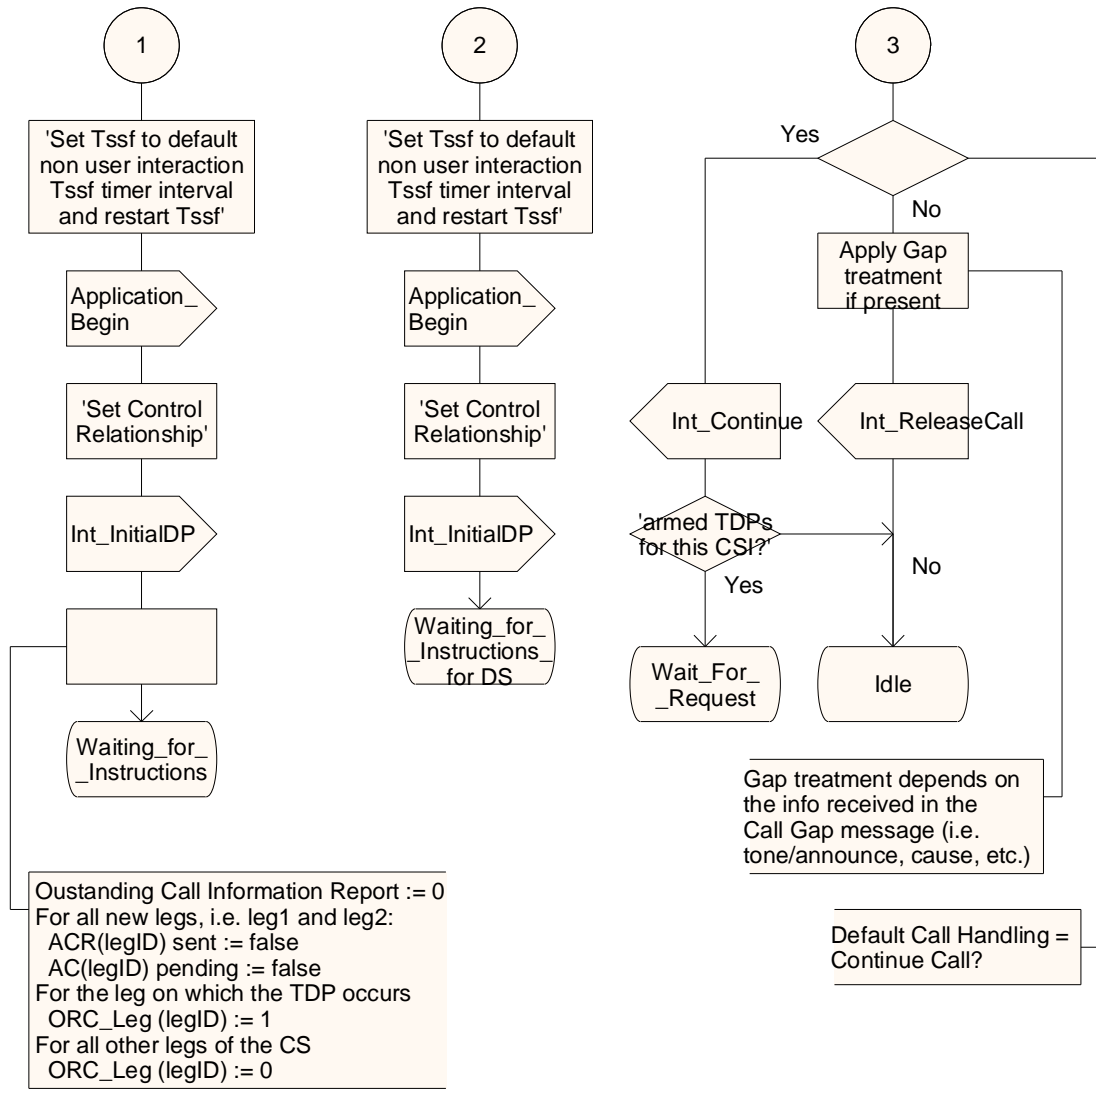 1
'Set Tssf to default
non user interaction
Tssf timer interval
and restart Tssf'
Application_
Begin
'Set Control
Relationship'
Int_InitialDP
Waiting_for_
_Instructions
Oustanding Call Information Report := 0
For all new legs, i.e. leg1 and leg2:
ACR(legID) sent := false
AC(legID) pending := false
For the leg on which the TDP occurs
ORC_Leg (legID) := 1
For all other legs of the CS
ORC_Leg (legID) := 0
2
'Set Tssf to default
non user interaction
Tssf timer interval
and restart Tssf'
Application_
Begin
'Set Control
Relationship'
Int_InitialDP
Waiting_for_
_Instructions_
for DS
3
Yes
No
Apply Gap
treatment
if present
Int_Continue
Int_ReleaseCall
'armed TDPs
for this CSI?'
No
Yes
Wait_For_
_Request
Idle
Gap treatment depends on
the info received in the
Call Gap message (i.e.
tone/announce, cause, etc.)
Default Call Handling =
Continue Call?